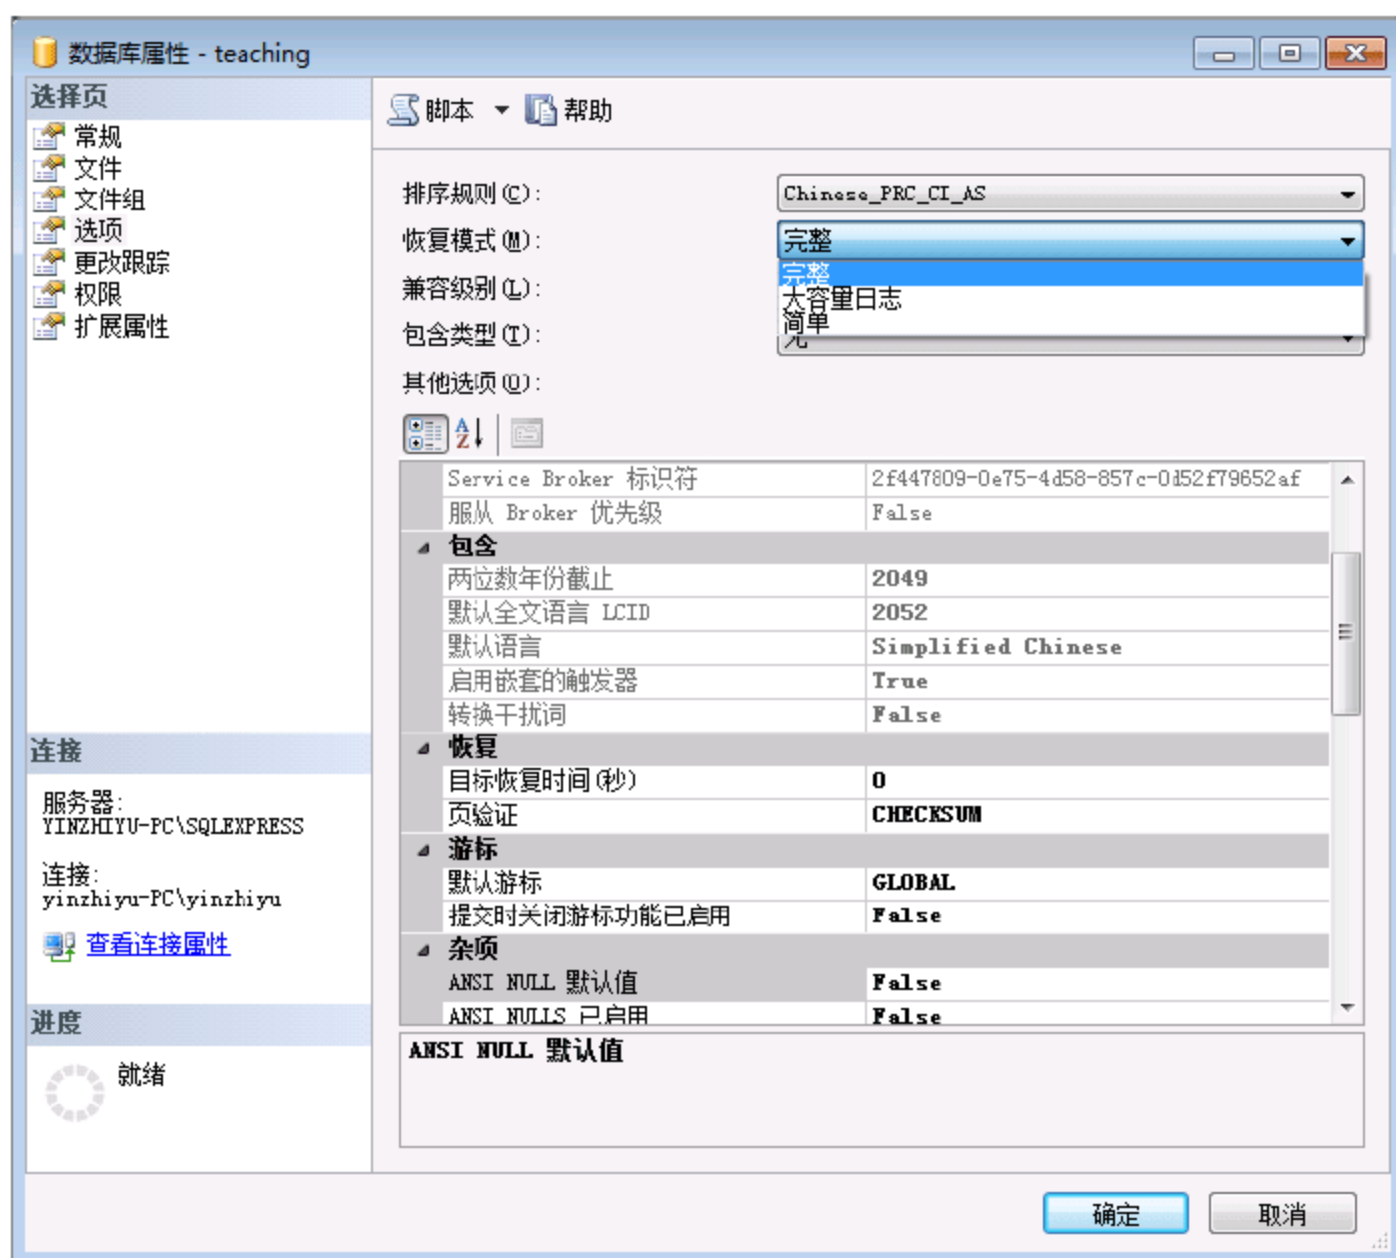 数据库属性 - teaching
选择页
常规
文件
文件组
选项
更改跟踪
权限
扩展属性
连接
服务器:
YINZHIYU-PC\SQLEXPRESS
连接:
yinzhiyu-PC\yinzhiyu
查看连接属性
进度
就绪
脚本 帮助
排序规则(C): Chinese_PRC_CI_AS
恢复模式(M): 完整
完整
大容量日志
简单
兼容级别(L):
包含类型(T): 无
其他选项(O):
Service Broker 标识符 2f447809-0e75-4d58-857c-0d52f79652af
服从 Broker 优先级 False
包含
两位数年份截止 2049
默认全文语言 LCID 2052
默认语言 Simplified Chinese
启用嵌套的触发器 True
转换干扰词 False
恢复
目标恢复时间(秒) 0
页验证 CHECKSUM
游标
默认游标 GLOBAL
提交时关闭游标功能已启用 False
杂项
ANSI NULL 默认值 False
ANSI NULLS 已启用 False
ANSI NULL 默认值
确定 取消